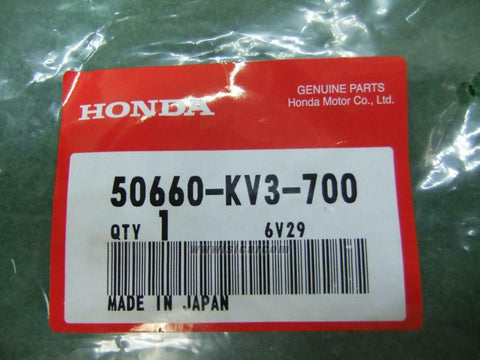 HONDA
GENUINE PARTS
Honda Motor Co., Ltd.
50660-KV3-700
QTY 1 6V29
MADE IN JAPAN